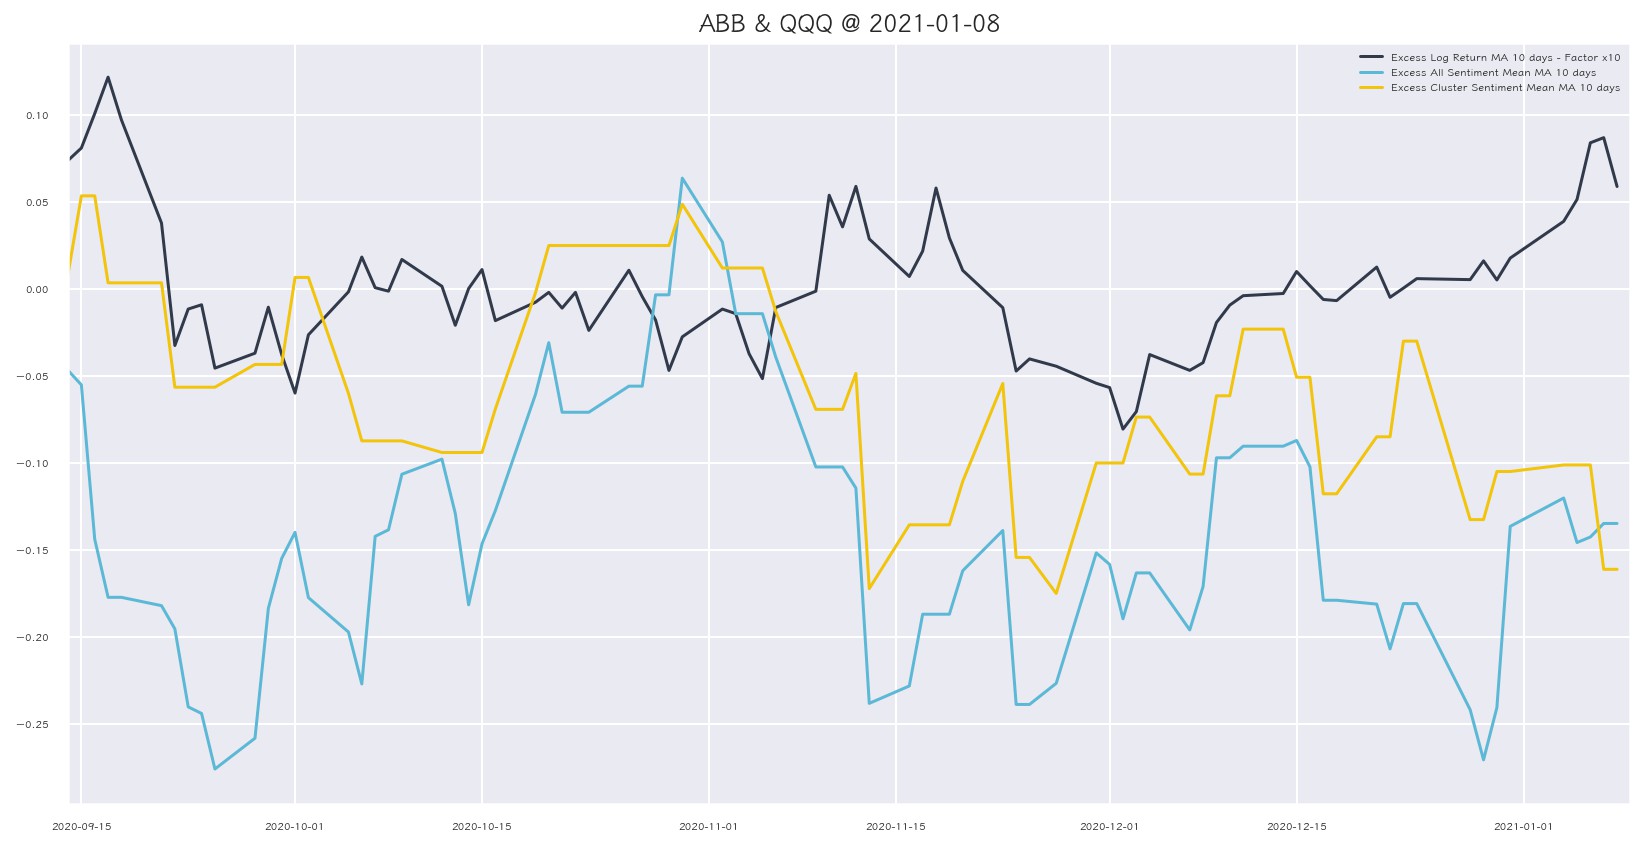 ABB & QQQ @ 2021-01-08
Excess Log Return MA 10 days - Factor x10
Excess All Sentiment Mean MA 10 days
Excess Cluster Sentiment Mean MA 10 days
0.10
0.05
0.00
−0.05
−0.10
−0.15
−0.20
−0.25
2020-09-15 2020-10-01 2020-10-15 2020-11-01 2020-11-15 2020-12-01 2020-12-15 2021-01-01